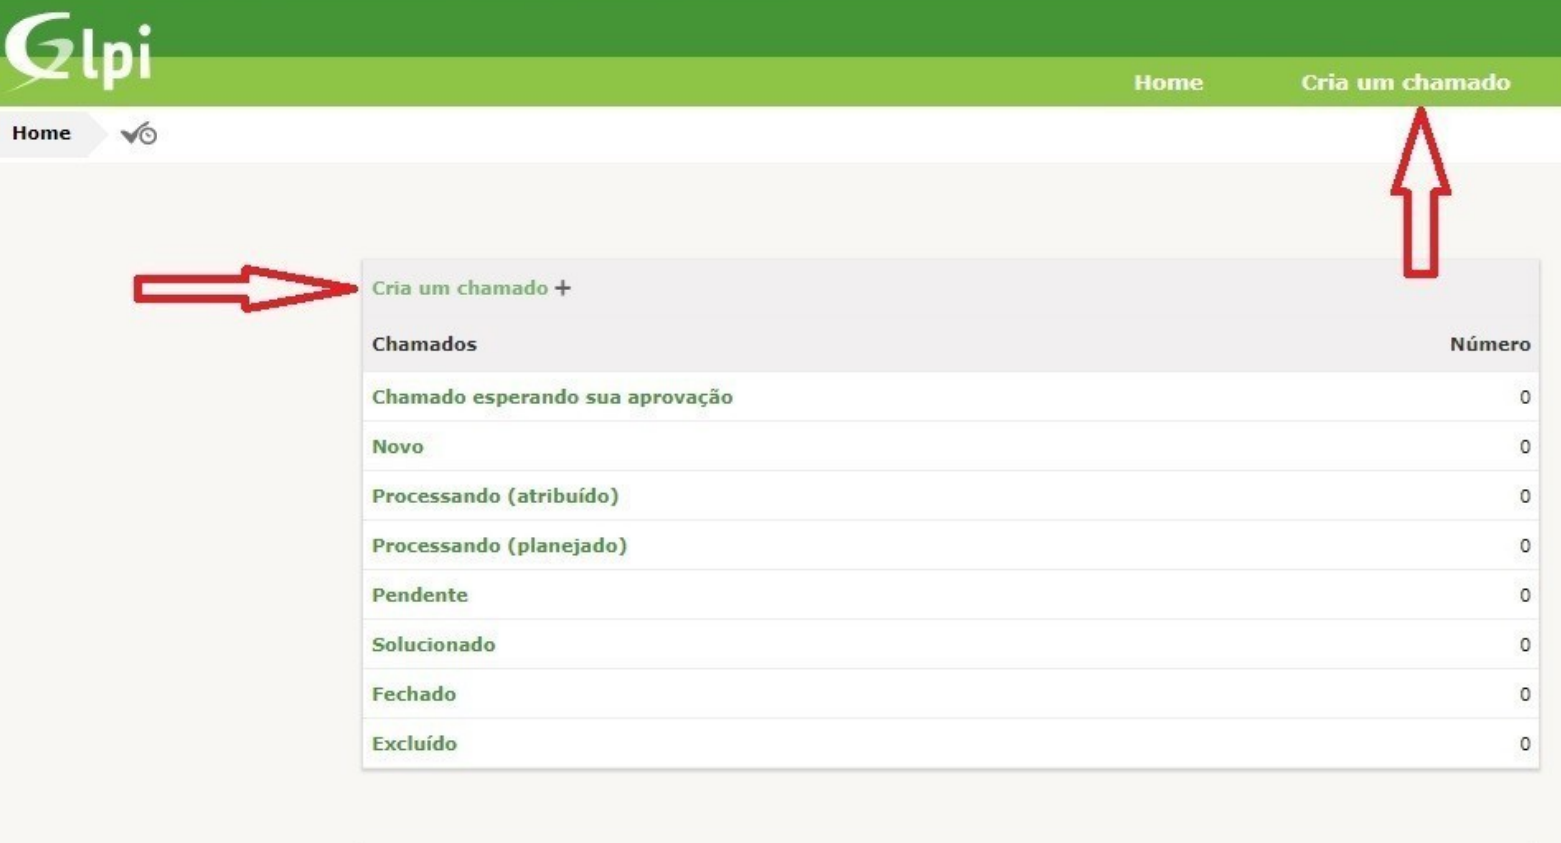 Glpi
Home Cria um chamado
Home
Cria um chamado +
Chamados Número
Chamado esperando sua aprovação 0
Novo 0
Processando (atribuído) 0
Processando (planejado) 0
Pendente 0
Solucionado 0
Fechado 0
Excluído 0